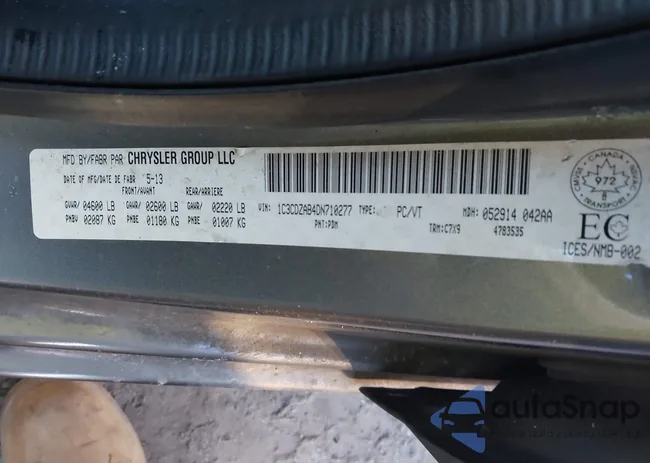 MFD BY/FABR PAR CHRYSLER GROUP LLC
DATE OF MFG/DATE DE FABR 5-13
FRONT/AVANT REAR/ARRIERE
GVWR: 04600 LB GAWR: 02600 LB GAWR: 02220 LB
PNBV 02087 KG PNBE 01180 KG PNBE 01007 KG
VIN: 1C3CDZAB4DN710277 TYPE: PC/VT MDH: 052914 042AA
PNT:PDM TRM:C7X9 4783535
CANADA
972
B
TRANSPORT
EC
ICES/NMB-002
autoSnap